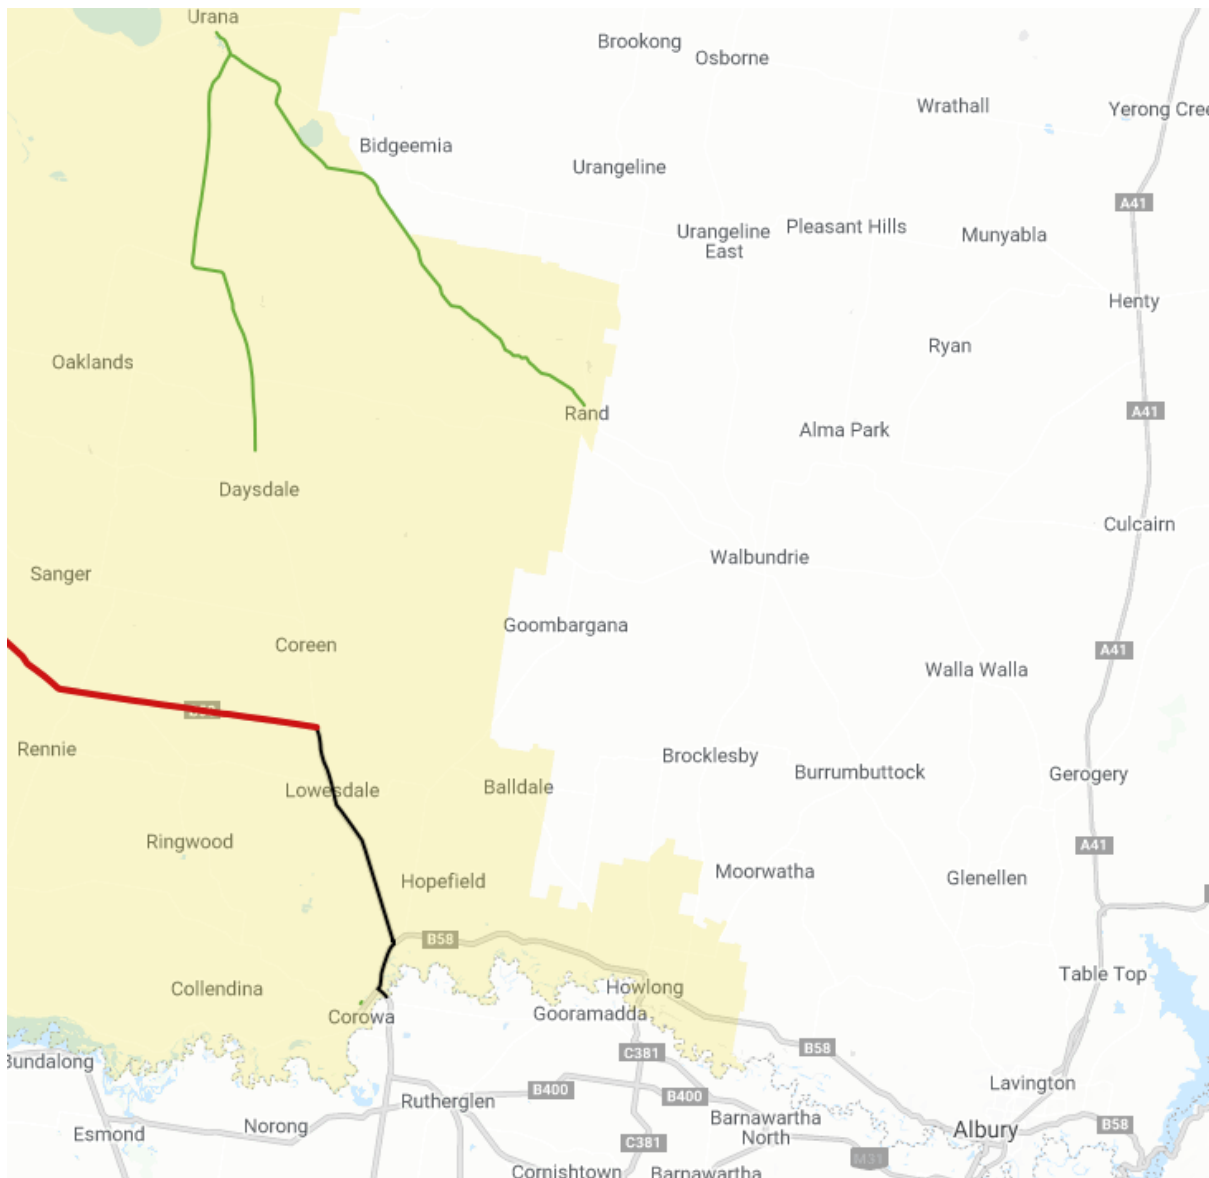 Urana
Brookong
Osborne
Wrathall
Yerong Cree
Bidgeemia
Urangeline
A41
Urangeline
East
Pleasant Hills
Munyabla
Henty
Ryan
Oaklands
A41
Rand
Alma Park
Daysdale
Culcairn
Walbundrie
Sanger
Goombargana
Coreen
A41
Walla Walla
Rennie
Brocklesby
Burrumbuttock
Gerogery
Lowesdale
Balldale
Ringwood
A41
Moorwatha
Glenellen
Hopefield
B58
Table Top
Collendina
Howlong
Corowa
Gooramadda
B58
C381
Bundalong
Lavington
B400
B400
Rutherglen
Barnawartha
North
B58
Norong
Esmond
Albury
C381
M31
Cornishtown
Barnawartha